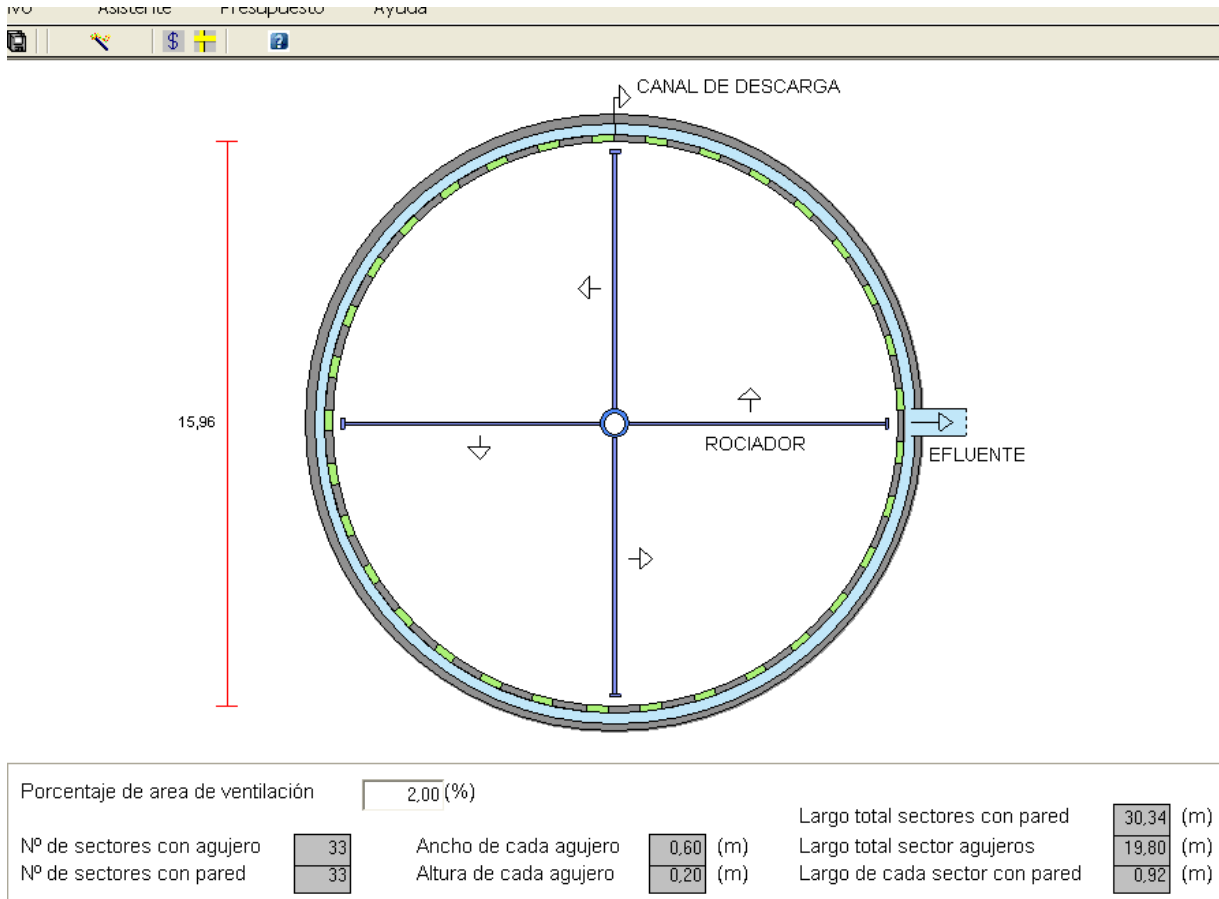 Asistente Presupuesto Ayuda
$ ?
CANAL DE DESCARGA
15,96
ROCIADOR
EFLUENTE
Porcentaje de area de ventilación 2,00 (%)
Largo total sectores con pared 30,34 (m)
Nº de sectores con agujero 33 Ancho de cada agujero 0,60 (m) Largo total sector agujeros 19,80 (m)
Nº de sectores con pared 33 Altura de cada agujero 0,20 (m) Largo de cada sector con pared 0,92 (m)